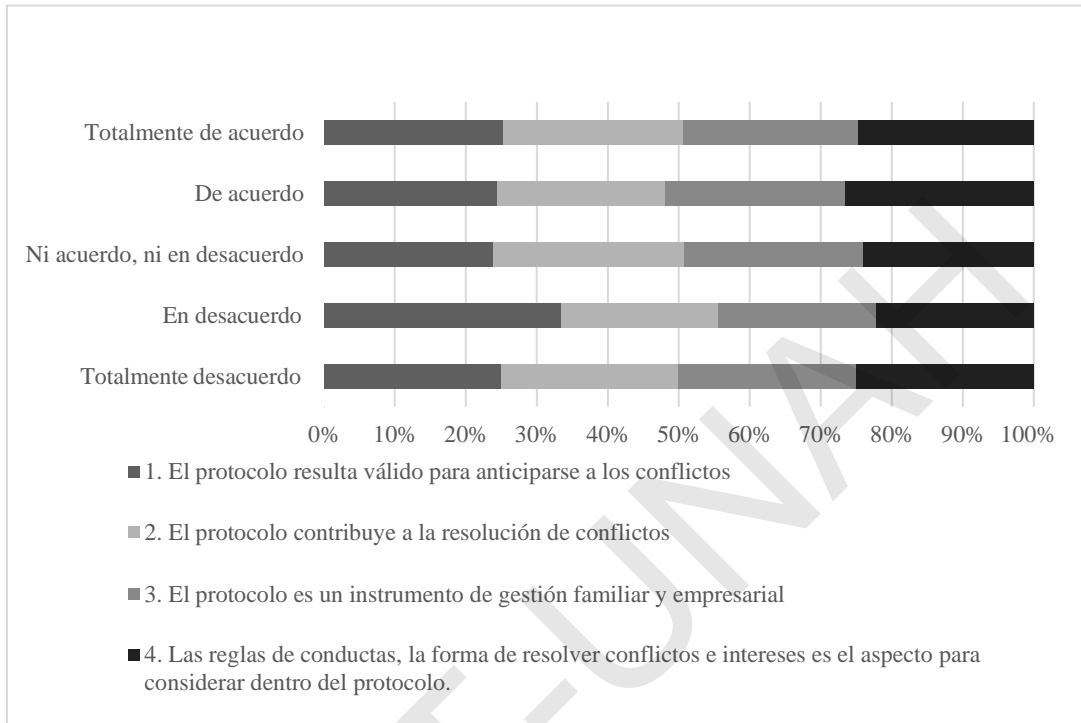 Totalmente de acuerdo
De acuerdo
Ni acuerdo, ni en desacuerdo
En desacuerdo
Totalmente desacuerdo
0% 10% 20% 30% 40% 50% 60% 70% 80% 90% 100%
1. El protocolo resulta válido para anticiparse a los conflictos
2. El protocolo contribuye a la resolución de conflictos
3. El protocolo es un instrumento de gestión familiar y empresarial
4. Las reglas de conductas, la forma de resolver conflictos e intereses es el aspecto para
considerar dentro del protocolo.
T-UNAH